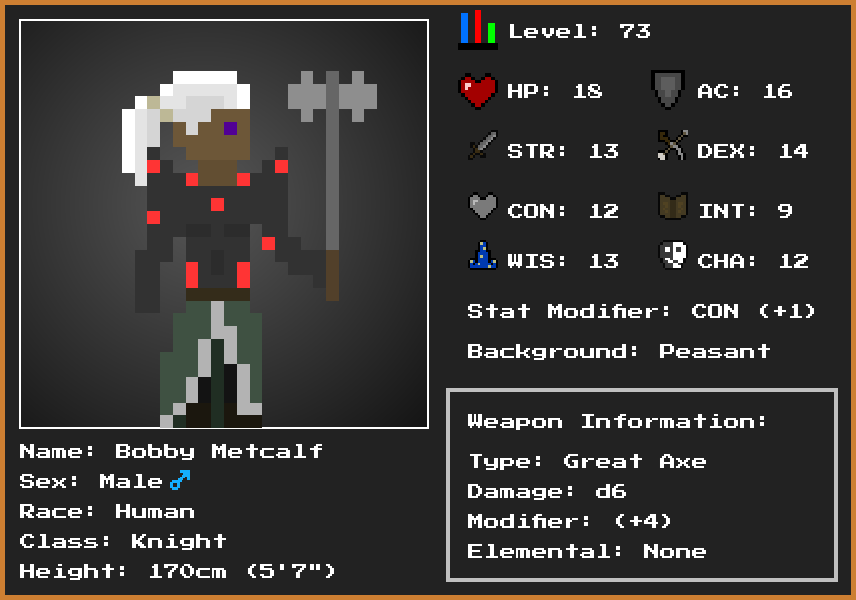 Level: 73
HP: 18 AC: 16
STR: 13 DEX: 14
CON: 12 INT: 9
WIS: 13 CHA: 12
Stat Modifier: CON (+1)
Background: Peasant
Weapon Information:
Type: Great Axe
Damage: d6
Modifier: (+4)
Elemental: None
Name: Bobby Metcalf
Sex: Male♂
Race: Human
Class: Knight
Height: 170cm (5'7")